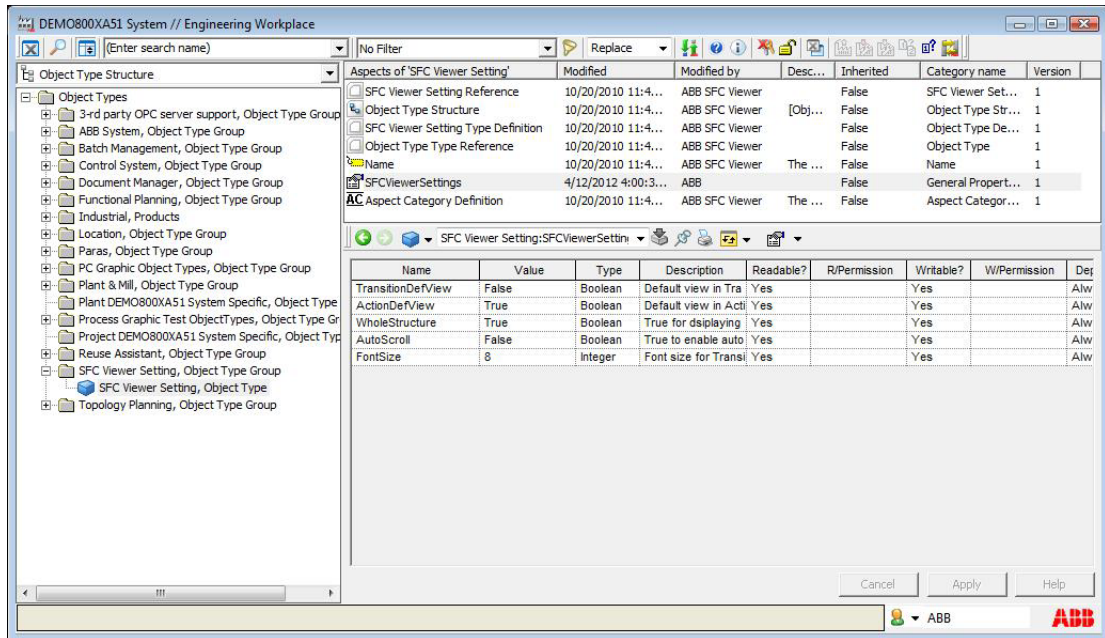 DEMO800XA51 System // Engineering Workplace
(Enter search name) No Filter Replace
Object Type Structure
Object Types
3-rd party OPC server support, Object Type Group
ABB System, Object Type Group
Batch Management, Object Type Group
Control System, Object Type Group
Document Manager, Object Type Group
Functional Planning, Object Type Group
Industrial, Products
Location, Object Type Group
Paras, Object Type Group
PC Graphic Object Types, Object Type Group
Plant & Mill, Object Type Group
Plant DEMO800XA51 System Specific, Object Type
Process Graphic Test ObjectTypes, Object Type Gr
Project DEMO800XA51 System Specific, Object Typ
Reuse Assistant, Object Type Group
SFC Viewer Setting, Object Type Group
SFC Viewer Setting, Object Type
Topology Planning, Object Type Group
Aspects of 'SFC Viewer Setting' Modified Modified by Desc... Inherited Category name Version
SFC Viewer Setting Reference 10/20/2010 11:4... ABB SFC Viewer False SFC Viewer Set... 1
Object Type Structure 10/20/2010 11:4... ABB SFC Viewer [Obj... False Object Type Str... 1
SFC Viewer Setting Type Definition 10/20/2010 11:4... ABB SFC Viewer False Object Type De... 1
Object Type Type Reference 10/20/2010 11:4... ABB SFC Viewer False Object Type 1
Name 10/20/2010 11:4... ABB SFC Viewer The ... False Name 1
SFCViewerSettings 4/12/2012 4:00:3... ABB False General Propert... 1
AC Aspect Category Definition 10/20/2010 11:4... ABB SFC Viewer The ... False Aspect Categor... 1
SFC Viewer Setting:SFCViewerSettin
Name Value Type Description Readable? R/Permission Writable? W/Permission Dep
TransitionDefView False Boolean Default view in Tra Yes Yes Alw
ActionDefView True Boolean Default view in Acti Yes Yes Alw
WholeStructure True Boolean True for dsiplaying Yes Yes Alw
AutoScroll False Boolean True to enable auto Yes Yes Alw
FontSize 8 Integer Font size for Transi Yes Yes Alw
Cancel Apply Help
ABB ABB